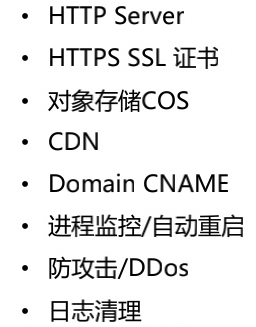 • HTTP Server
• HTTPS SSL 证书
• 对象存储COS
• CDN
• Domain CNAME
• 进程监控/自动重启
• 防攻击/DDos
• 日志清理